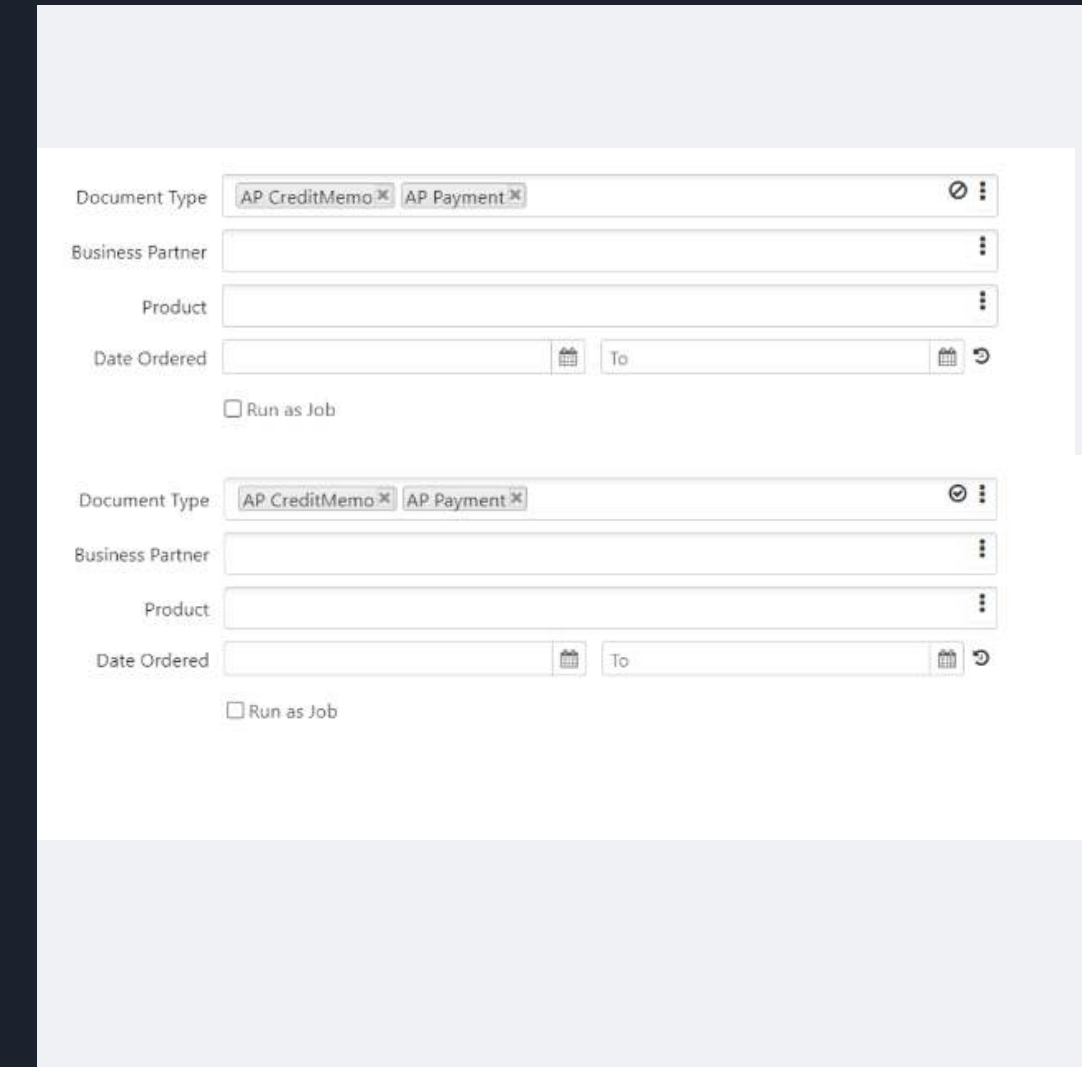 Document Type AP CreditMemo AP Payment
Business Partner
Product
Date Ordered To
Run as Job
Document Type AP CreditMemo AP Payment
Business Partner
Product
Date Ordered To
Run as Job